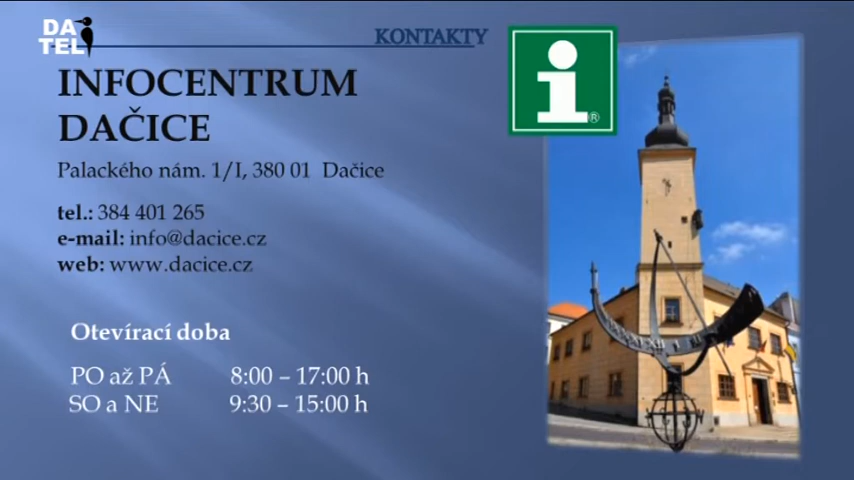 DA
TEL
KONTAKTY
INFOCENTRUM
DAČICE
Palackého nám. 1/I, 380 01 Dačice
tel.: 384 401 265
e-mail: info@dacice.cz
web: www.dacice.cz
Otevírací doba
PO až PÁ 8:00 – 17:00 h
SO a NE 9:30 – 15:00 h
i®